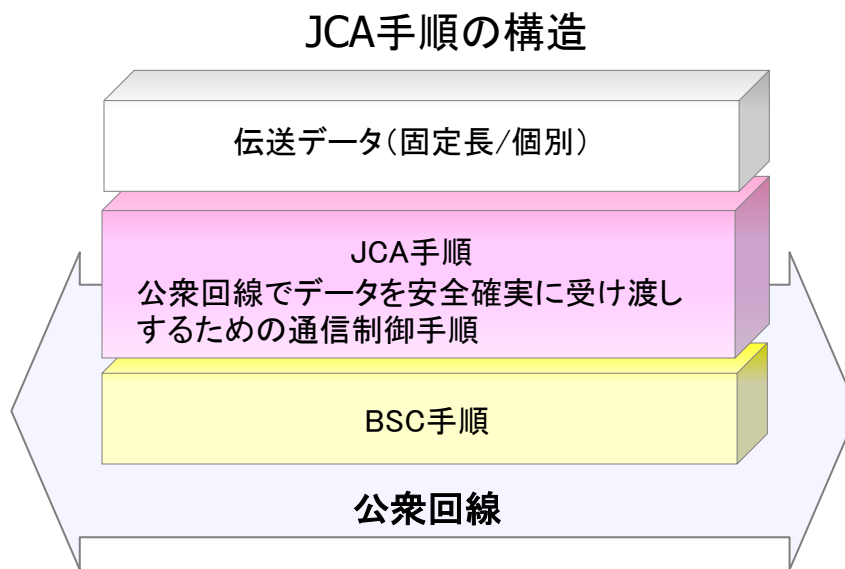 JCA手順の構造
伝送データ(固定長/個別)
JCA手順
公衆回線でデータを安全確実に受け渡し
するための通信制御手順
BSC手順
公衆回線